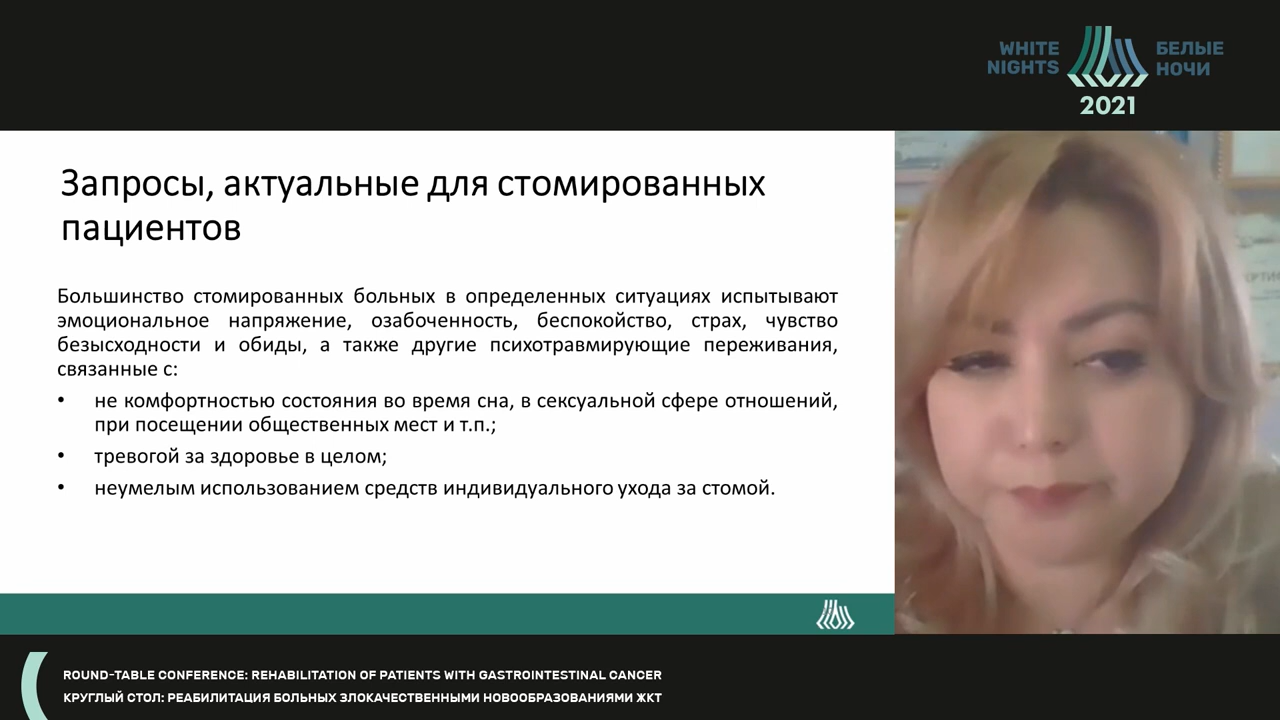 WHITE NIGHTS
БЕЛЫЕ НОЧИ
2021
Запросы, актуальные для стомированных
пациентов
Большинство стомированных больных в определенных ситуациях испытывают
эмоциональное напряжение, озабоченность, беспокойство, страх, чувство
безысходности и обиды, а также другие психотравмирующие переживания,
связанные с:
• не комфортностью состояния во время сна, в сексуальной сфере отношений,
при посещении общественных мест и т.п.;
• тревогой за здоровье в целом;
• неумелым использованием средств индивидуального ухода за стомой.
ROUND-TABLE CONFERENCE: REHABILITATION OF PATIENTS WITH GASTROINTESTINAL CANCER
КРУГЛЫЙ СТОЛ: РЕАБИЛИТАЦИЯ БОЛЬНЫХ ЗЛОКАЧЕСТВЕННЫМИ НОВООБРАЗОВАНИЯМИ ЖКТ